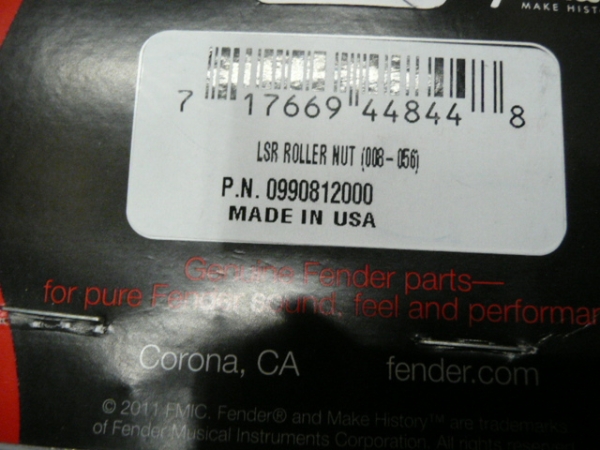 MAKE HIST
7 17669 44844 8
LSR ROLLER NUT (008-056)
P.N. 0990812000
MADE IN USA
Genuine Fender parts—
for pure Fender sound, feel and performan
Corona, CA
fender.com
© 2011 FMIC. Fender® and Make History™ are trademarks
of Fender Musical Instruments Corporation. All rights reserved